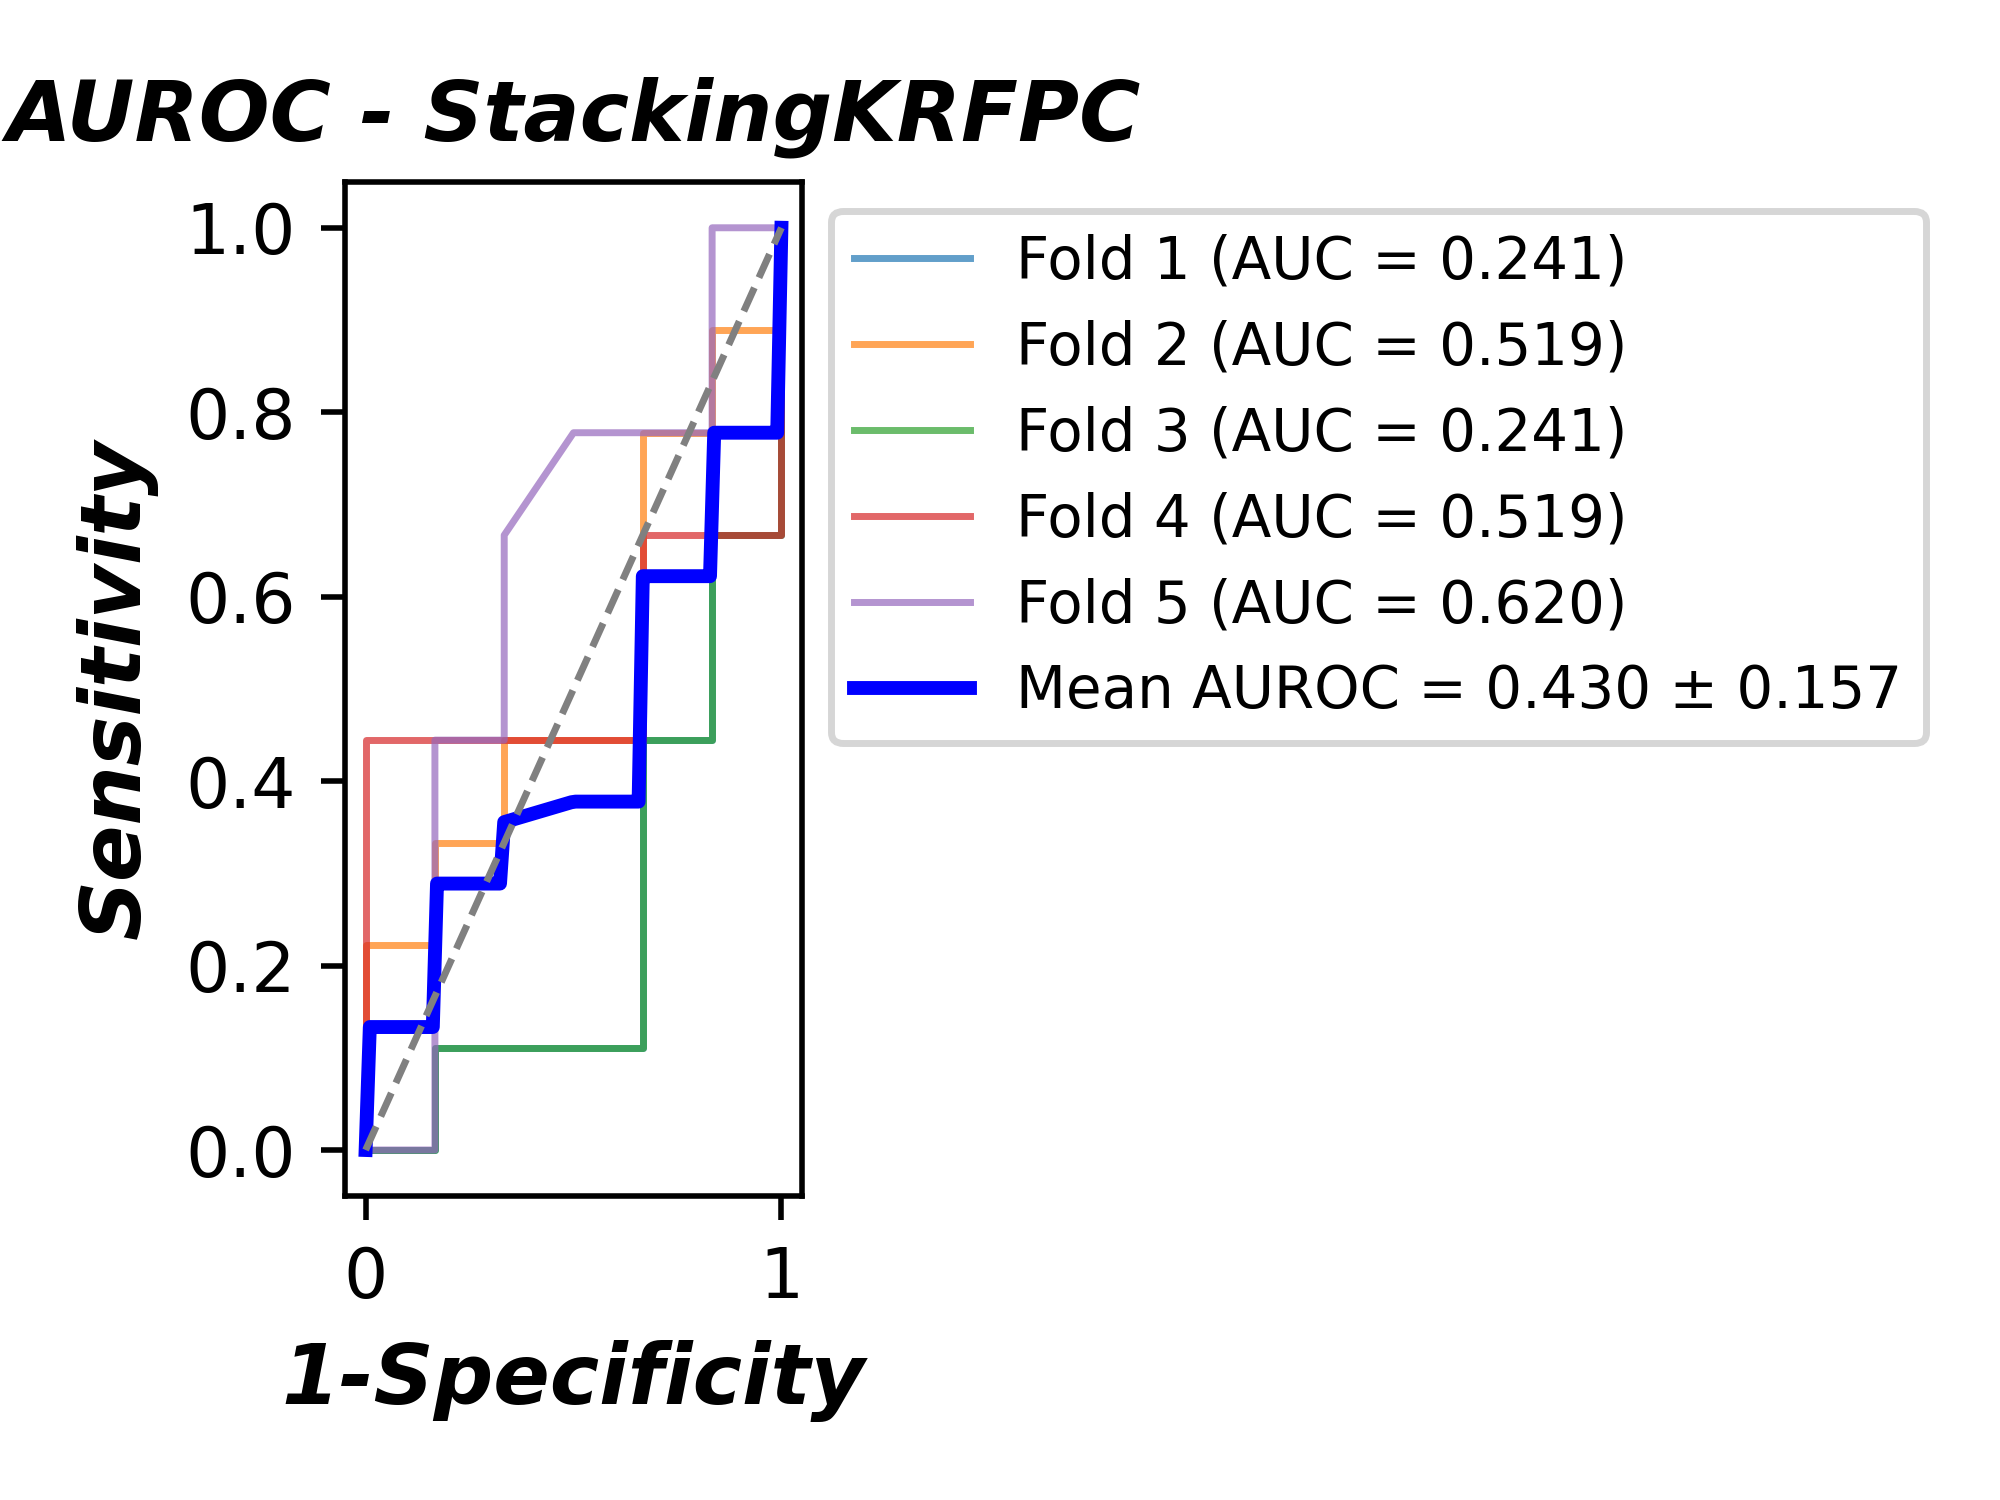 AUROC - StackingKRFPC
1.0
0.8
0.6
0.4
0.2
0.0
Sensitivity
0 1
1-Specificity
Fold 1 (AUC = 0.241)
Fold 2 (AUC = 0.519)
Fold 3 (AUC = 0.241)
Fold 4 (AUC = 0.519)
Fold 5 (AUC = 0.620)
Mean AUROC = 0.430 ± 0.157